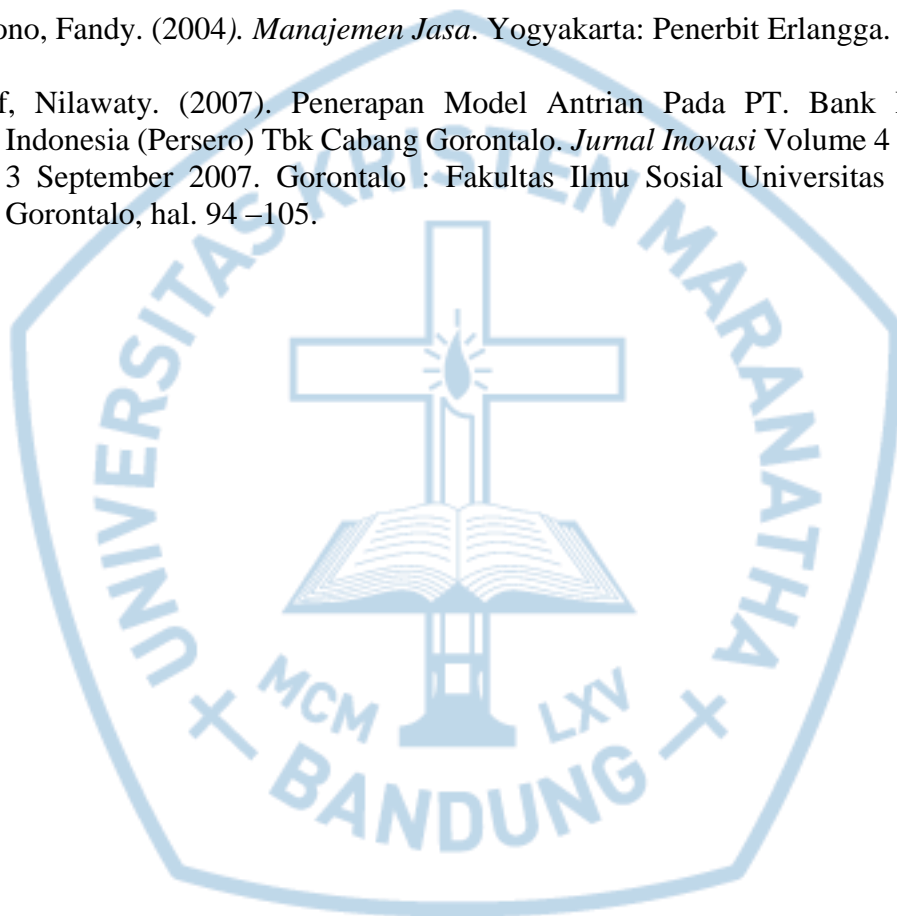 ono, Fandy. (2004). Manajemen Jasa. Yogyakarta: Penerbit Erlangga.
f, Nilawaty. (2007). Penerapan Model Antrian Pada PT. Bank
Indonesia (Persero) Tbk Cabang Gorontalo. Jurnal Inovasi Volume 4
3 September 2007. Gorontalo : Fakultas Ilmu Sosial Universitas
Gorontalo, hal. 94 –105.
UNIVERSITAS KRISTEN MARANATHA
MCM LXV
BANDUNG